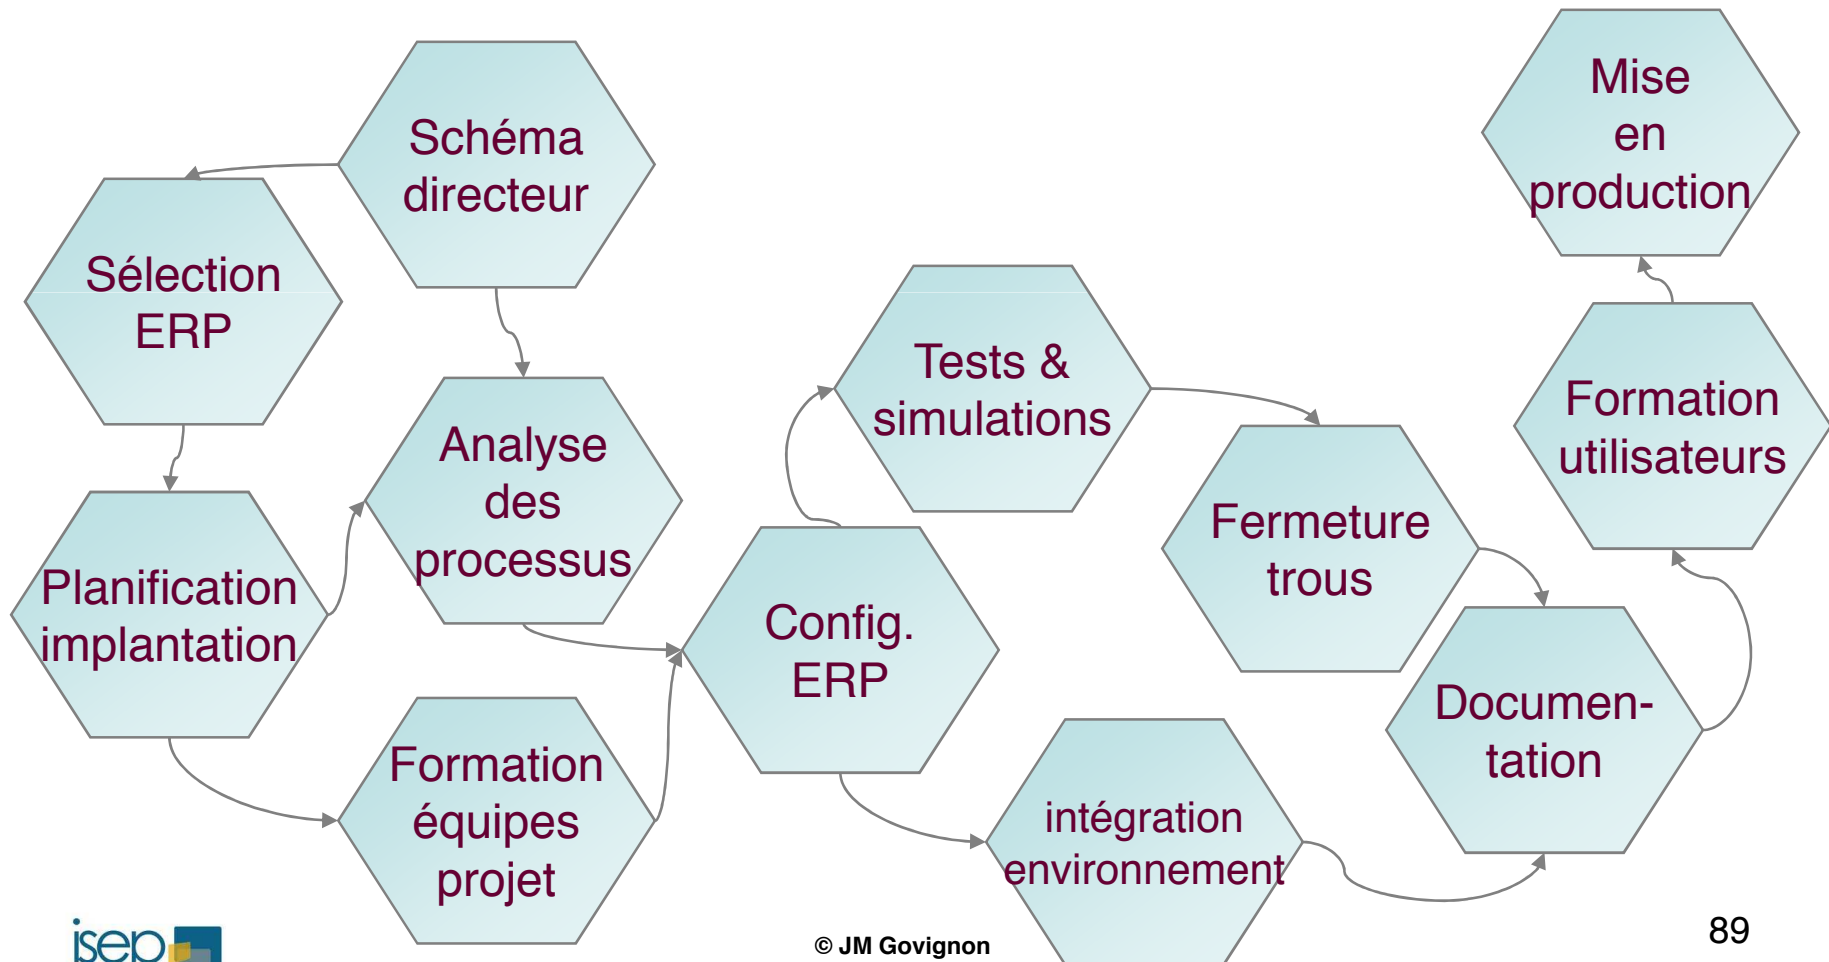 Schéma
directeur
Sélection
ERP
Analyse
des
processus
Planification
implantation
Formation
équipes
projet
Config.
ERP
Tests &
simulations
Fermeture
trous
intégration
environnement
Documen-
tation
Formation
utilisateurs
Mise
en
production
isep
© JM Govignon
89